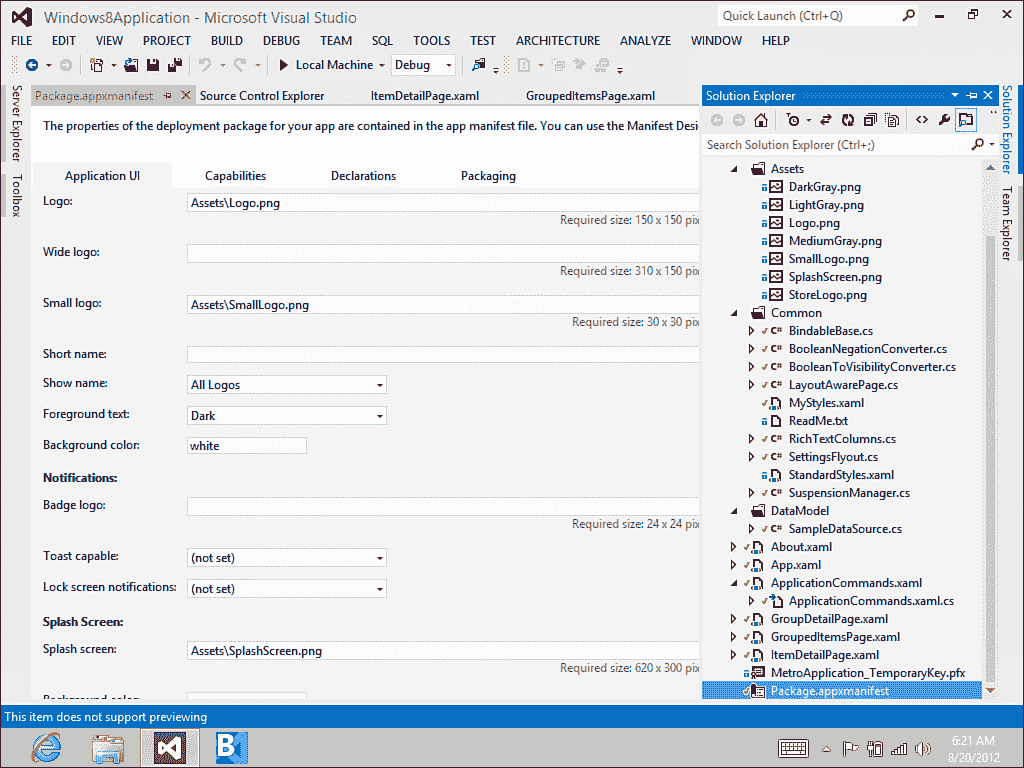 Windows8Application - Microsoft Visual Studio
Quick Launch (Ctrl+Q)
FILE EDIT VIEW PROJECT BUILD DEBUG TEAM SQL TOOLS TEST ARCHITECTURE ANALYZE WINDOW HELP
Local Machine Debug
Server Explorer
Toolbox
Package.appxmanifest Source Control Explorer ItemDetailPage.xaml GroupedItemsPage.xaml
The properties of the deployment package for your app are contained in the app manifest file. You can use the Manifest Desi
Application UI Capabilities Declarations Packaging
Logo: Assets\Logo.png
Required size: 150 x 150 pix
Wide logo:
Required size: 310 x 150 pix
Small logo: Assets\SmallLogo.png
Required size: 30 x 30 pix
Short name:
Show name: All Logos
Foreground text: Dark
Background color: white
Notifications:
Badge logo:
Required size: 24 x 24 pix
Toast capable: (not set)
Lock screen notifications: (not set)
Splash Screen:
Splash screen: Assets\SplashScreen.png
Required size: 620 x 300 pix
Background color:
Solution Explorer
Search Solution Explorer (Ctrl+;)
Assets
DarkGray.png
LightGray.png
Logo.png
MediumGray.png
SmallLogo.png
SplashScreen.png
StoreLogo.png
Common
C# BindableBase.cs
C# BooleanNegationConverter.cs
C# BooleanToVisibilityConverter.cs
C# LayoutAwarePage.cs
MyStyles.xaml
ReadMe.txt
C# RichTextColumns.cs
C# SettingsFlyout.cs
StandardStyles.xaml
C# SuspensionManager.cs
DataModel
C# SampleDataSource.cs
About.xaml
App.xaml
ApplicationCommands.xaml
ApplicationCommands.xaml.cs
GroupDetailPage.xaml
GroupedItemsPage.xaml
ItemDetailPage.xaml
MetroApplication_TemporaryKey.pfx
Package.appxmanifest
Solution Explorer
Team Explorer
This item does not support previewing
B
6:21 AM
8/20/2012